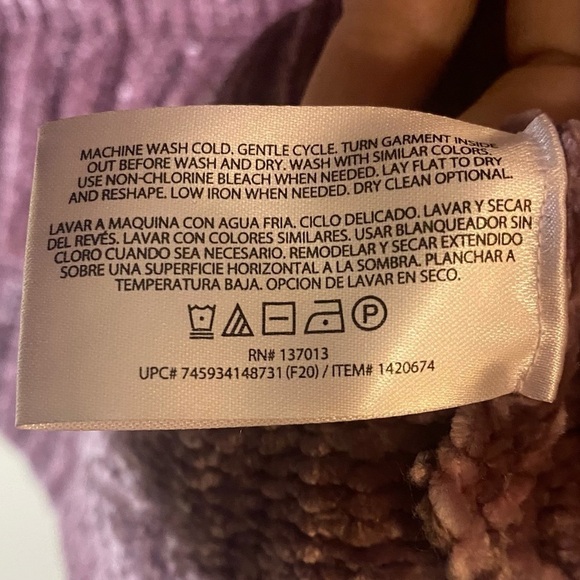 MACHINE WASH COLD. GENTLE CYCLE. TURN GARMENT INSIDE
OUT BEFORE WASH AND DRY. WASH WITH SIMILAR COLORS.
USE NON-CHLORINE BLEACH WHEN NEEDED. LAY FLAT TO DRY
AND RESHAPE. LOW IRON WHEN NEEDED. DRY CLEAN OPTIONAL.
LAVAR A MAQUINA CON AGUA FRIA. CICLO DELICADO. LAVAR Y SECAR
DEL REVÉS. LAVAR CON COLORES SIMILARES. USAR BLANQUEADOR SIN
CLORO CUANDO SEA NECESARIO. REMODELAR Y SECAR EXTENDIDO
SOBRE UNA SUPERFICIE HORIZONTAL A LA SOMBRA. PLANCHAR A
TEMPERATURA BAJA. OPCION DE LAVAR EN SECO.
P
RN# 137013
UPC# 745934148731 (F20) / ITEM# 1420674